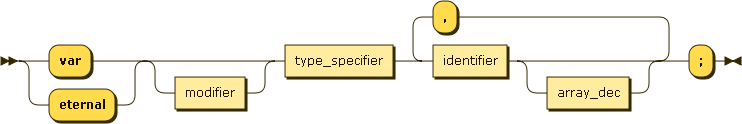 ,
var type_specifier identifier ;
eternal modifier array_dec